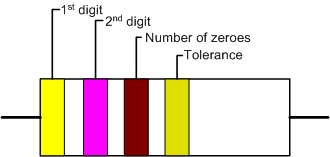 1st digit
2nd digit
Number of zeroes
Tolerance